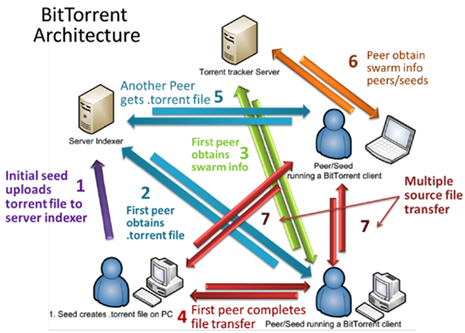 BitTorrent
Architecture
Torrent tracker Server
6 Peer obtain
swarm info
peers/seeds
Another Peer
gets .torrent file 5
Server Indexer
First peer
obtains 3
swarm info
Peer/Seed
running a BitTorrent client
Initial seed
uploads
torrent file to
server indexer
1
2
First peer
obtains
.torrent file
Multiple
source file
transfer
7
7
1. Seed creates .torrent file on PC
4 First peer completes
file transfer
Peer/Seed running a BitTorrent client